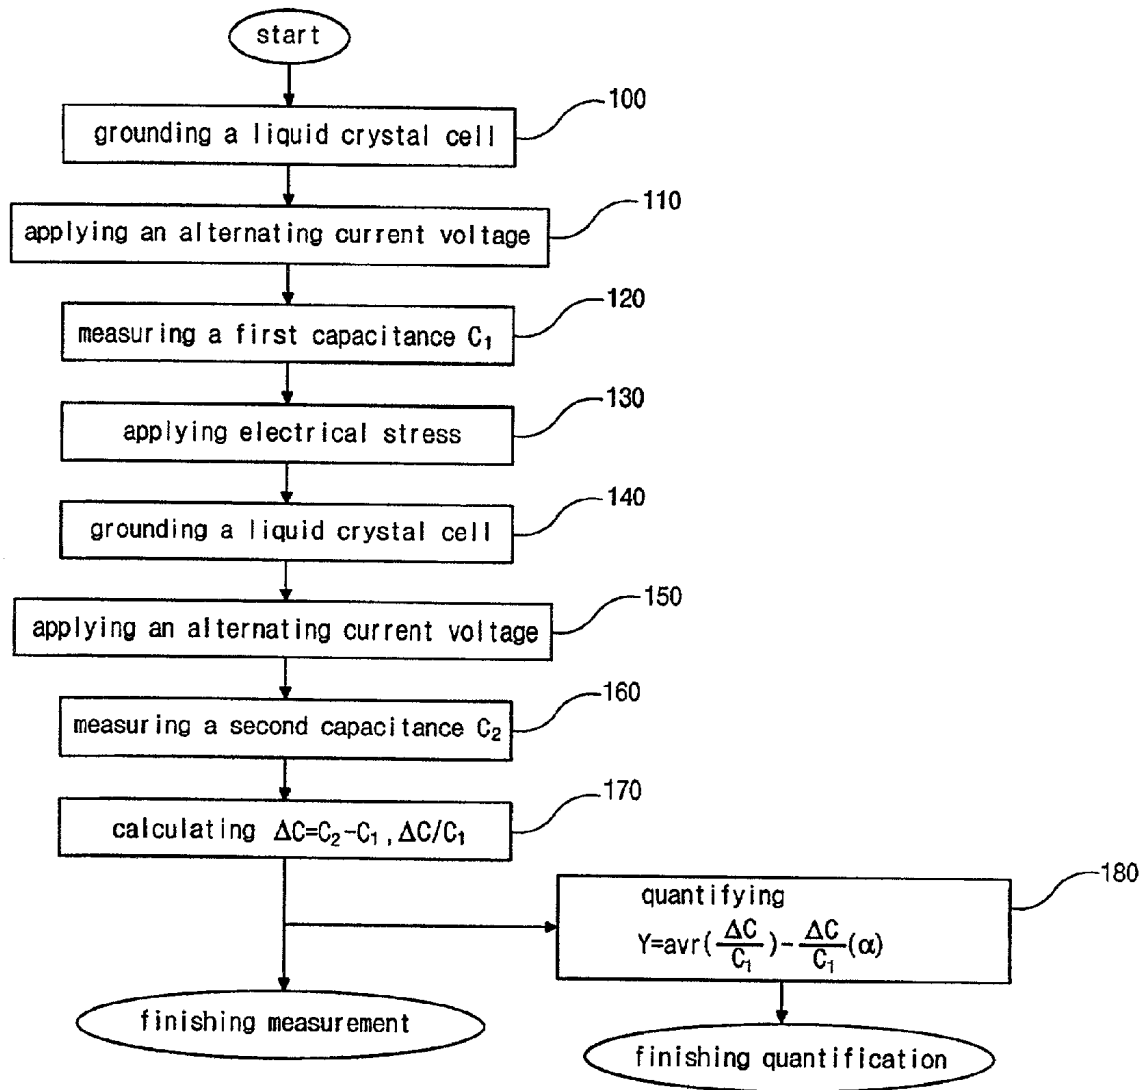 start
100
grounding a liquid crystal cell
110
applying an alternating current voltage
120
measuring a first capacitance C₁
130
applying electrical stress
140
grounding a liquid crystal cell
150
applying an alternating current voltage
160
measuring a second capacitance C₂
170
calculating ΔC=C₂-C₁, ΔC/C₁
180
quantifying
Y=avr(ΔC/C₁)-ΔC/C₁(α)
finishing measurement
finishing quantification